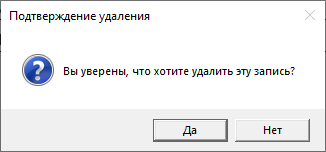 Подтверждение удаления
Вы уверены, что хотите удалить эту запись?
Да
Нет